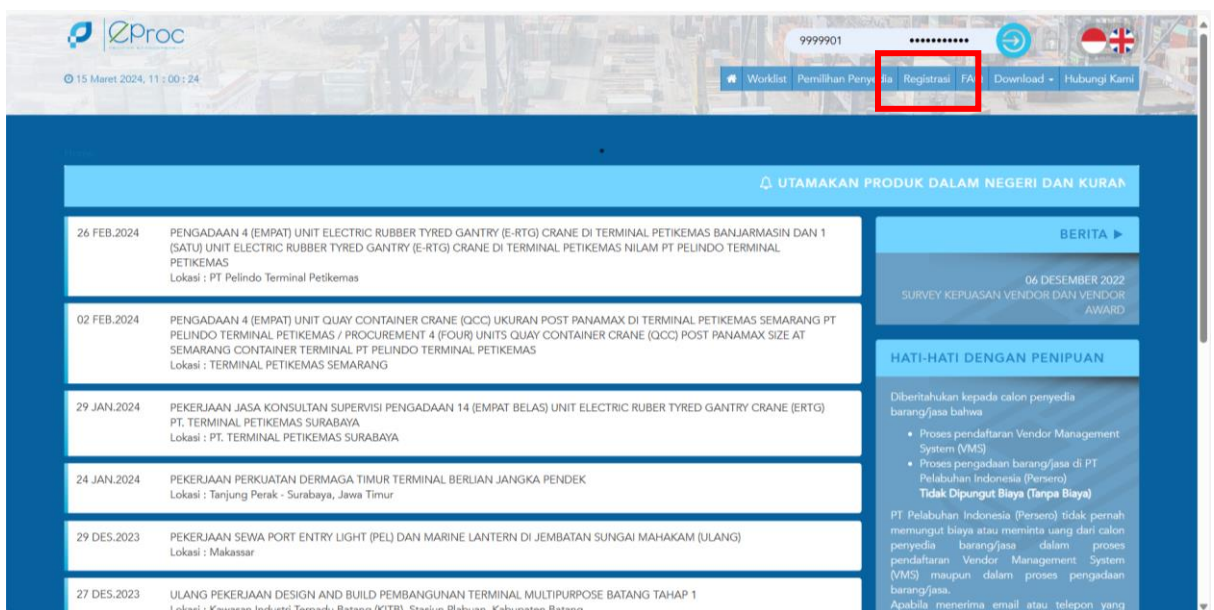 eProc
9999901
15 Maret 2024, 11 : 00 : 24
Worklist Pemilihan Penyedia Registrasi FAQ Download Hubungi Kami
UTAMAKAN PRODUK DALAM NEGERI DAN KURAN
26 FEB.2024
PENGADAAN 4 (EMPAT) UNIT ELECTRIC RUBBER TYRED GANTRY (E-RTG) CRANE DI TERMINAL PETIKEMAS BANJARMASIN DAN 1
(SATU) UNIT ELECTRIC RUBBER TYRED GANTRY (E-RTG) CRANE DI TERMINAL PETIKEMAS NILAM PT PELINDO TERMINAL
PETIKEMAS
Lokasi : PT Pelindo Terminal Petikemas
02 FEB.2024
PENGADAAN 4 (EMPAT) UNIT QUAY CONTAINER CRANE (QCC) UKURAN POST PANAMAX DI TERMINAL PETIKEMAS SEMARANG PT
PELINDO TERMINAL PETIKEMAS / PROCUREMENT 4 (FOUR) UNITS QUAY CONTAINER CRANE (QCC) POST PANAMAX SIZE AT
SEMARANG CONTAINER TERMINAL PT PELINDO TERMINAL PETIKEMAS
Lokasi : TERMINAL PETIKEMAS SEMARANG
29 JAN.2024
PEKERJAAN JASA KONSULTAN SUPERVISI PENGADAAN 14 (EMPAT BELAS) UNIT ELECTRIC RUBER TYRED GANTRY CRANE (ERTG)
PT. TERMINAL PETIKEMAS SURABAYA
Lokasi : PT. TERMINAL PETIKEMAS SURABAYA
24 JAN.2024
PEKERJAAN PERKUATAN DERMAGA TIMUR TERMINAL BERLIAN JANGKA PENDEK
Lokasi : Tanjung Perak - Surabaya, Jawa Timur
29 DES.2023
PEKERJAAN SEWA PORT ENTRY LIGHT (PEL) DAN MARINE LANTERN DI JEMBATAN SUNGAI MAHAKAM (ULANG)
Lokasi : Makassar
27 DES.2023
ULANG PEKERJAAN DESIGN AND BUILD PEMBANGUNAN TERMINAL MULTIPURPOSE BATANG TAHAP 1
Lokasi : Kawasan Industri Terpadu Batang (KITB), Stasiun Plabuan, Kabupaten Batang
BERITA
06 DESEMBER 2022
SURVEY KEPUASAN VENDOR DAN VENDOR
AWARD
HATI-HATI DENGAN PENIPUAN
Diberitahukan kepada calon penyedia
barang/jasa bahwa
• Proses pendaftaran Vendor Management
System (VMS)
• Proses pengadaan barang/jasa di PT
Pelabuhan Indonesia (Persero)
Tidak Dipungut Biaya (Tanpa Biaya)
PT Pelabuhan Indonesia (Persero) tidak pernah
memungut biaya atau meminta uang dari calon
penyedia barang/jasa dalam proses
pendaftaran Vendor Management System
(VMS) maupun dalam proses pengadaan
barang/jasa.
Apabila menerima email atau telepon yang